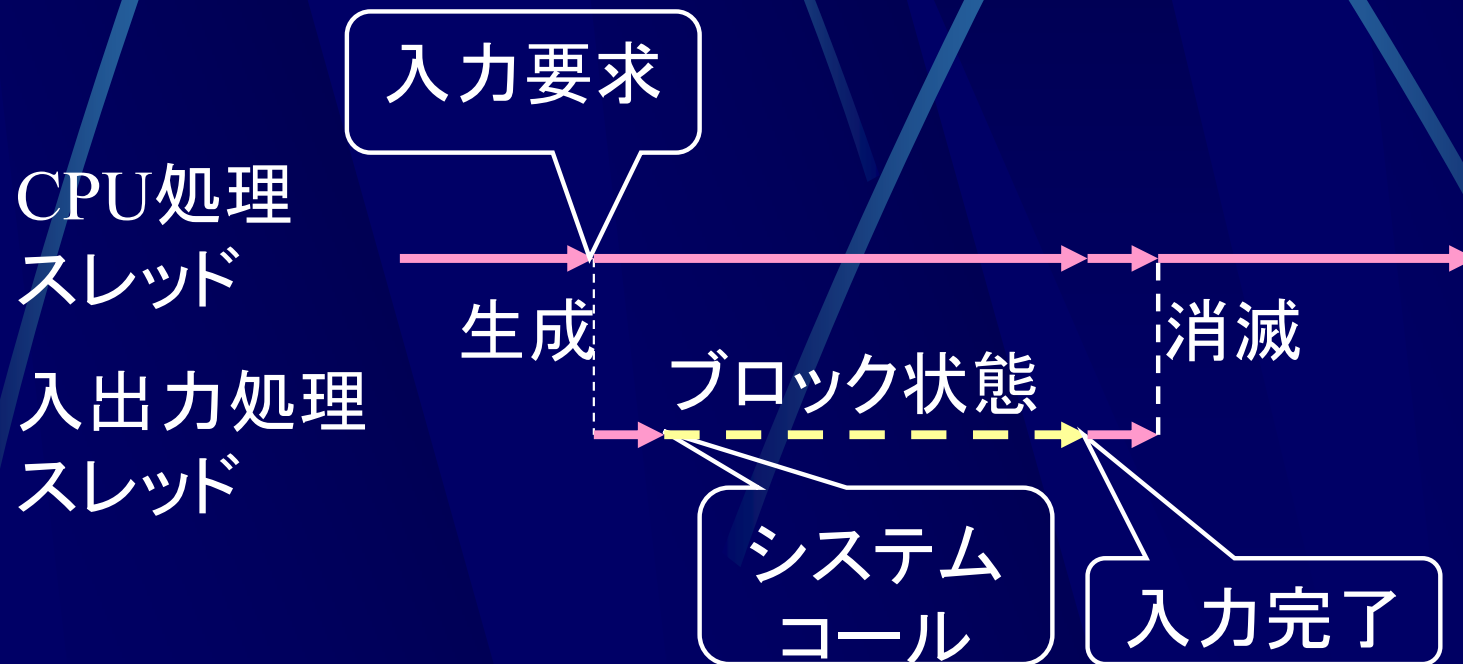 入力要求
CPU処理
スレッド
生成
消滅
ブロック状態
入出力処理
スレッド
システム
コール
入力完了